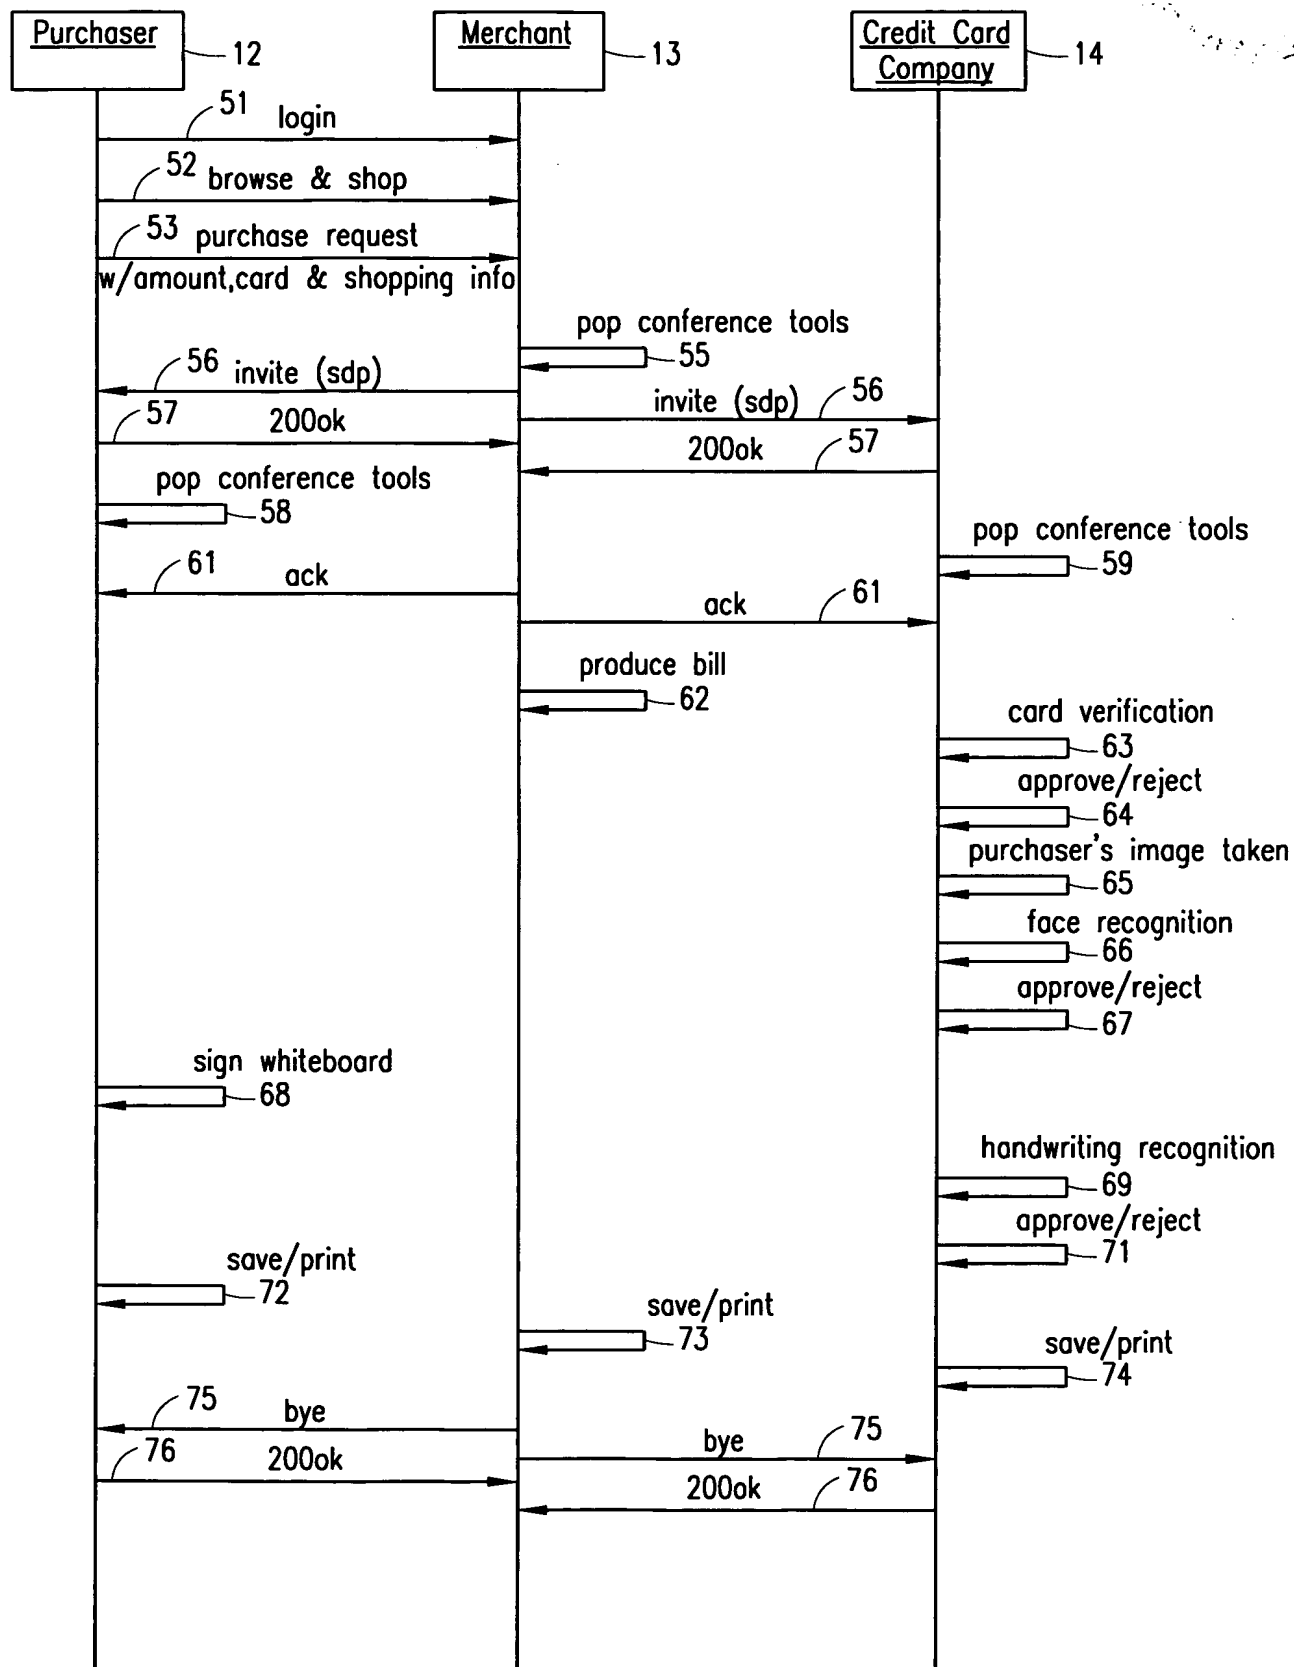 Purchaser
12
Merchant
13
Credit Card
Company
14
51
login
52
browse & shop
53
purchase request
w/amount,card & shopping info
pop conference tools
55
56
invite (sdp)
invite (sdp)
56
57
200ok
200ok
57
pop conference tools
58
pop conference tools
59
61
ack
ack
61
produce bill
62
card verification
63
approve/reject
64
purchaser's image taken
65
face recognition
66
approve/reject
67
sign whiteboard
68
handwriting recognition
69
approve/reject
71
save/print
72
save/print
73
save/print
74
75
bye
bye
75
76
200ok
200ok
76